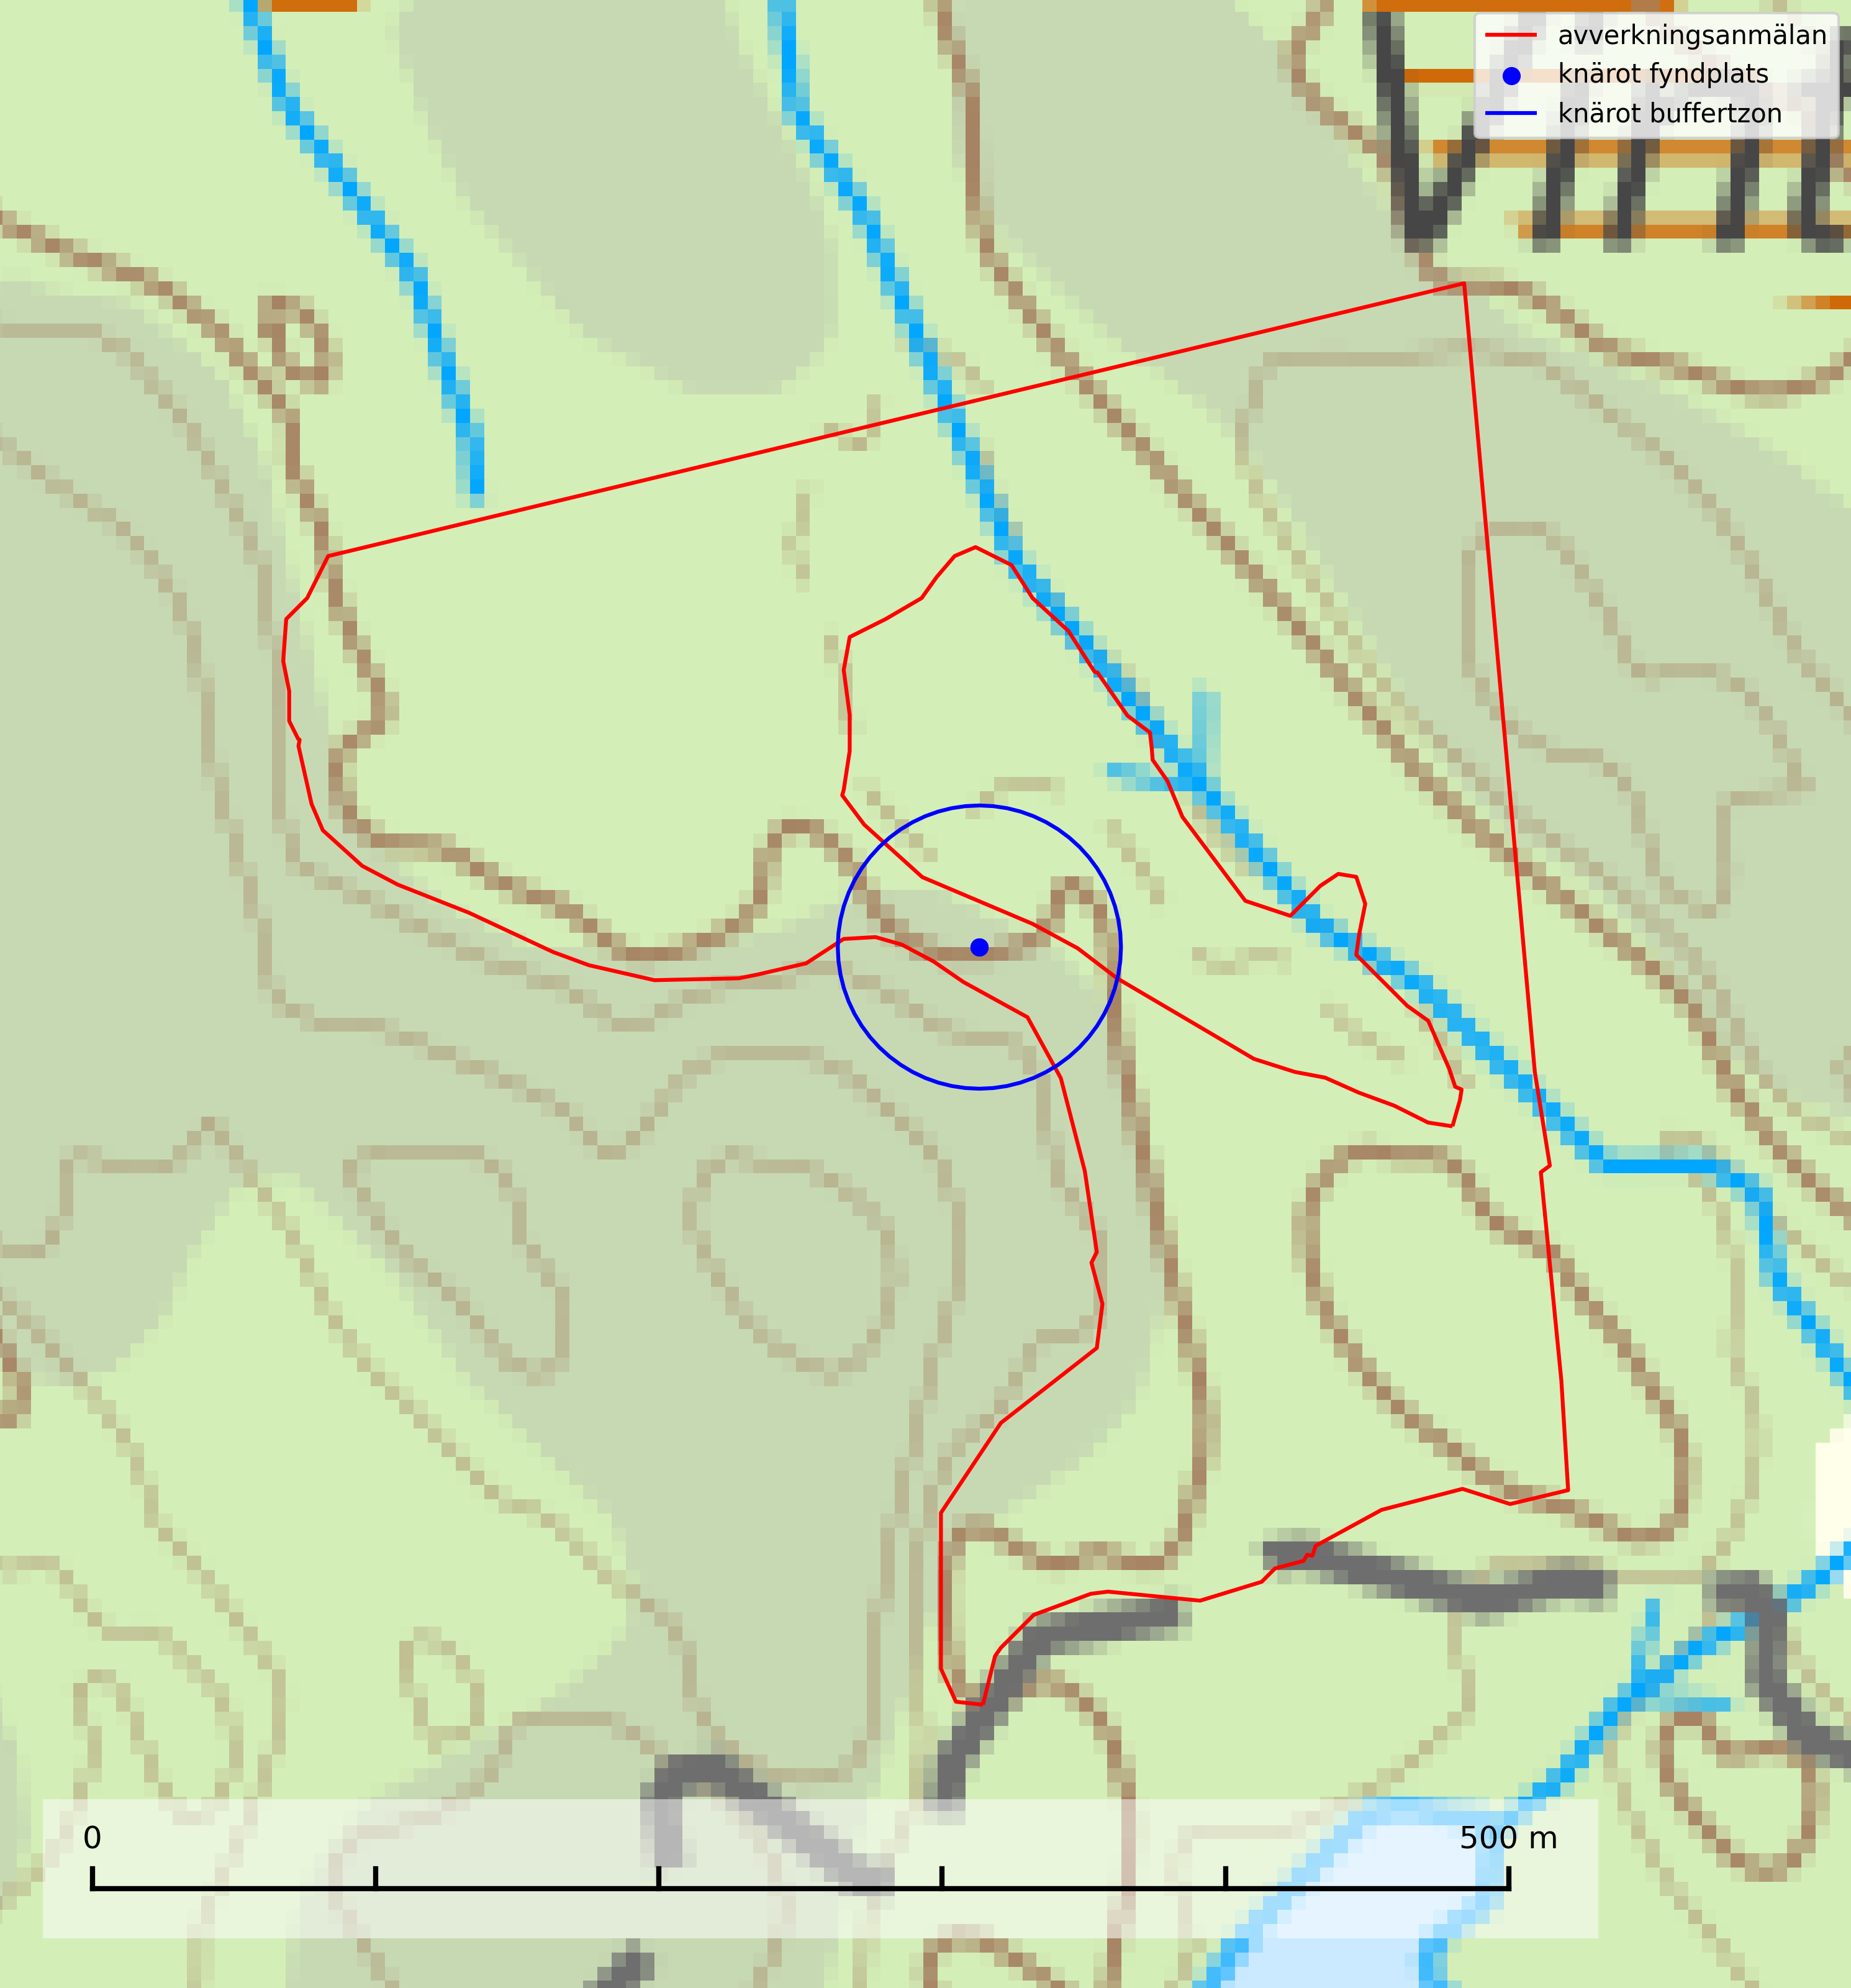 avverkningsanmälan
knärot fyndplats
knärot buffertzon
0
500 m